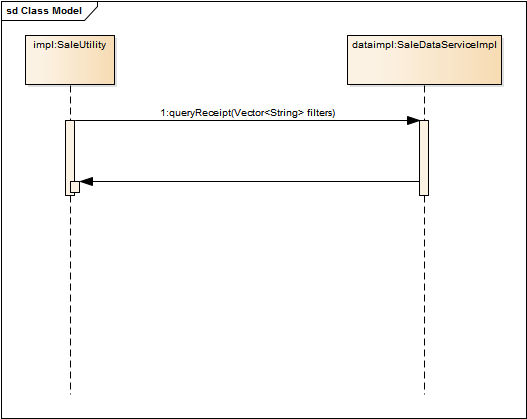 sd Class Model
impl:SaleUtility
dataimpl:SaleDataServiceImpl
1:queryReceipt(Vector<String> filters)